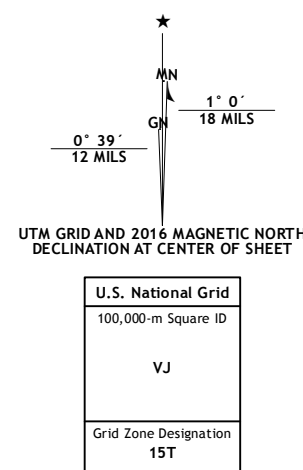 ★
MN
1° 0´
18 MILS
GN
0° 39´
12 MILS
UTM GRID AND 2016 MAGNETIC NORTH
DECLINATION AT CENTER OF SHEET
U.S. National Grid
100,000-m Square ID
VJ
Grid Zone Designation
15T